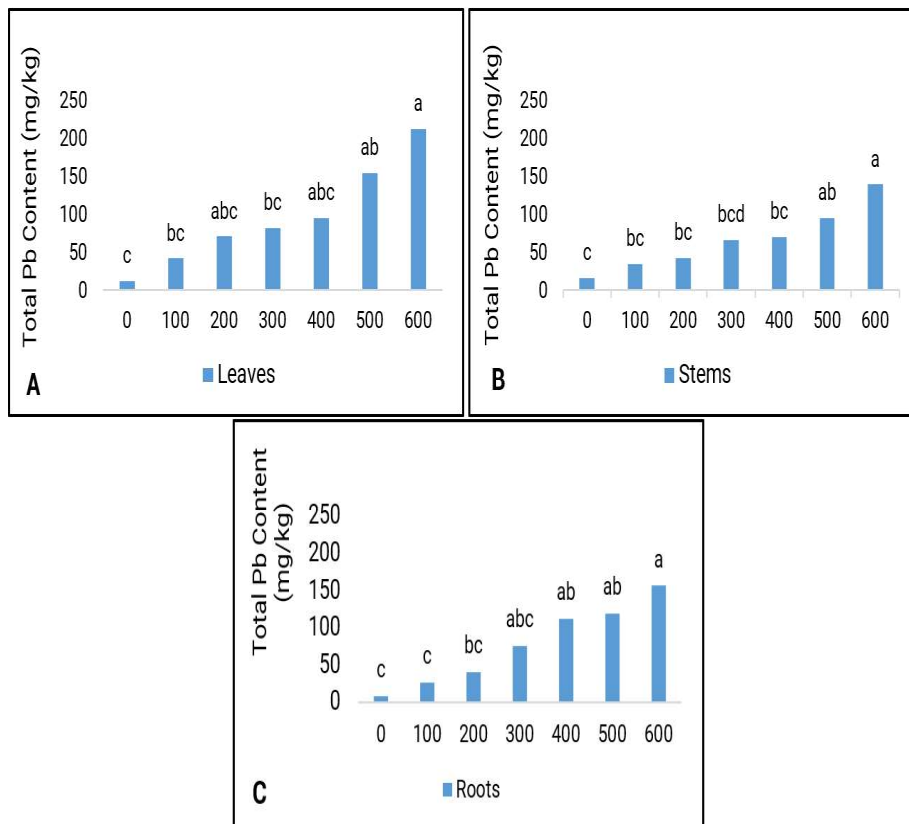 Total Pb Content (mg/kg)
250
200
150
100
50
0
c
bc
abc
bc
abc
ab
a
0 100 200 300 400 500 600
Leaves
A
Total Pb Content (mg/kg)
250
200
150
100
50
0
c
bc
bc
bcd
bc
ab
a
0 100 200 300 400 500 600
Stems
B
Total Pb Content
(mg/kg)
250
200
150
100
50
0
c
c
bc
abc
ab
ab
a
0 100 200 300 400 500 600
Roots
C